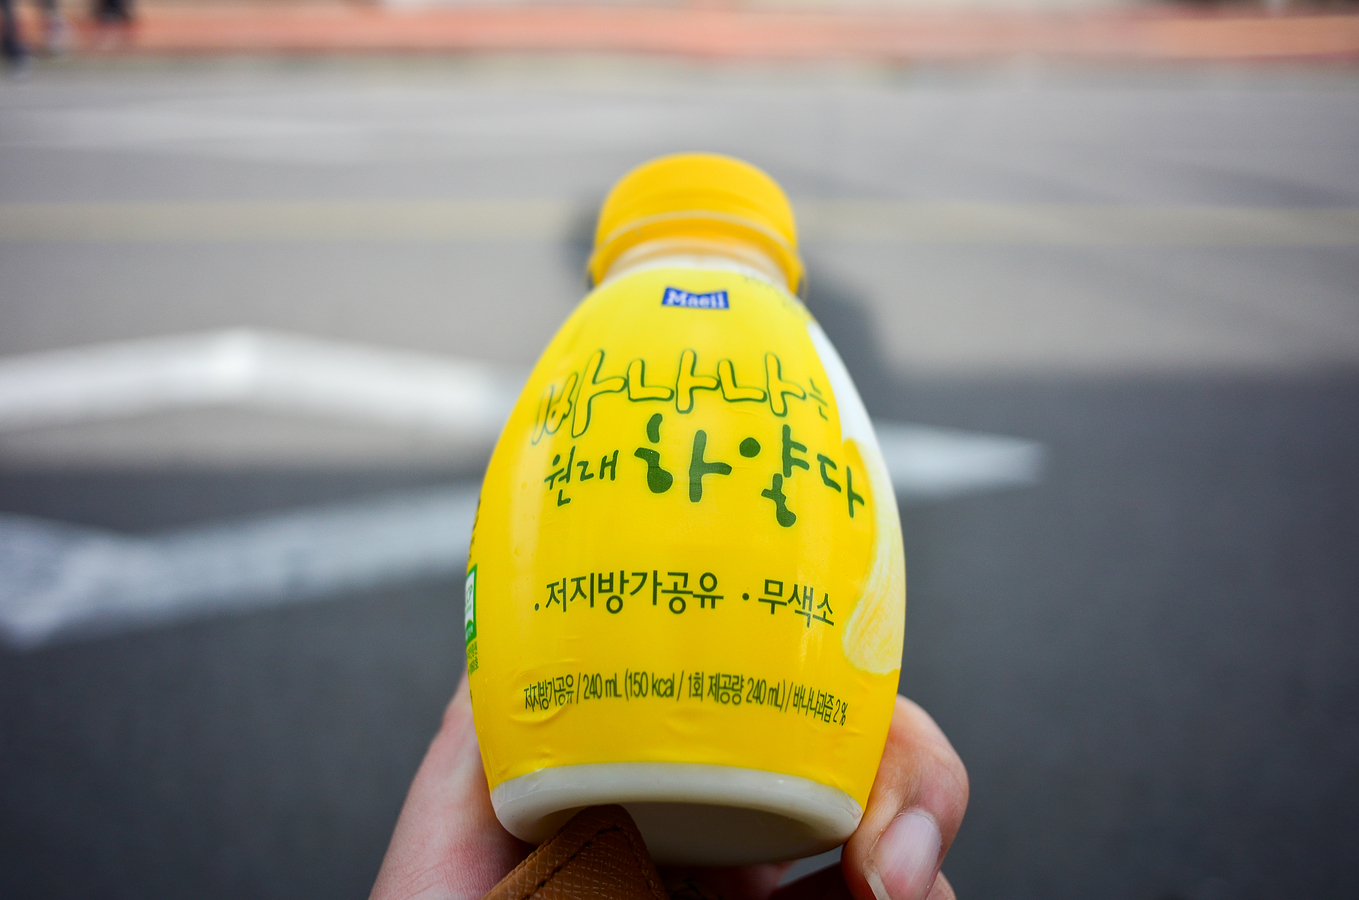 Maeil
바나나는
원래 하얗다
·저지방가공유 ·무색소
저지방가공유 / 240 mL (150 kcal / 1회 제공량 240 mL) / 바나나과즙 2%